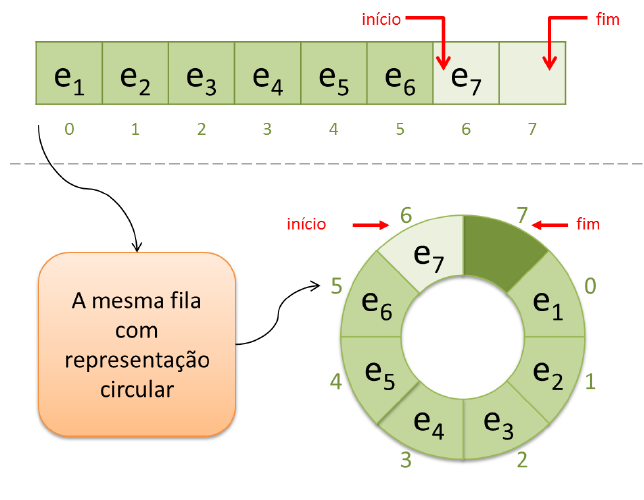 início fim
e1 e2 e3 e4 e5 e6 e7
0 1 2 3 4 5 6 7
A mesma fila
com
representação
circular
início fim
6 7
e7
5 0
e6 e1
4 1
e5 e2
e4 e3
3 2